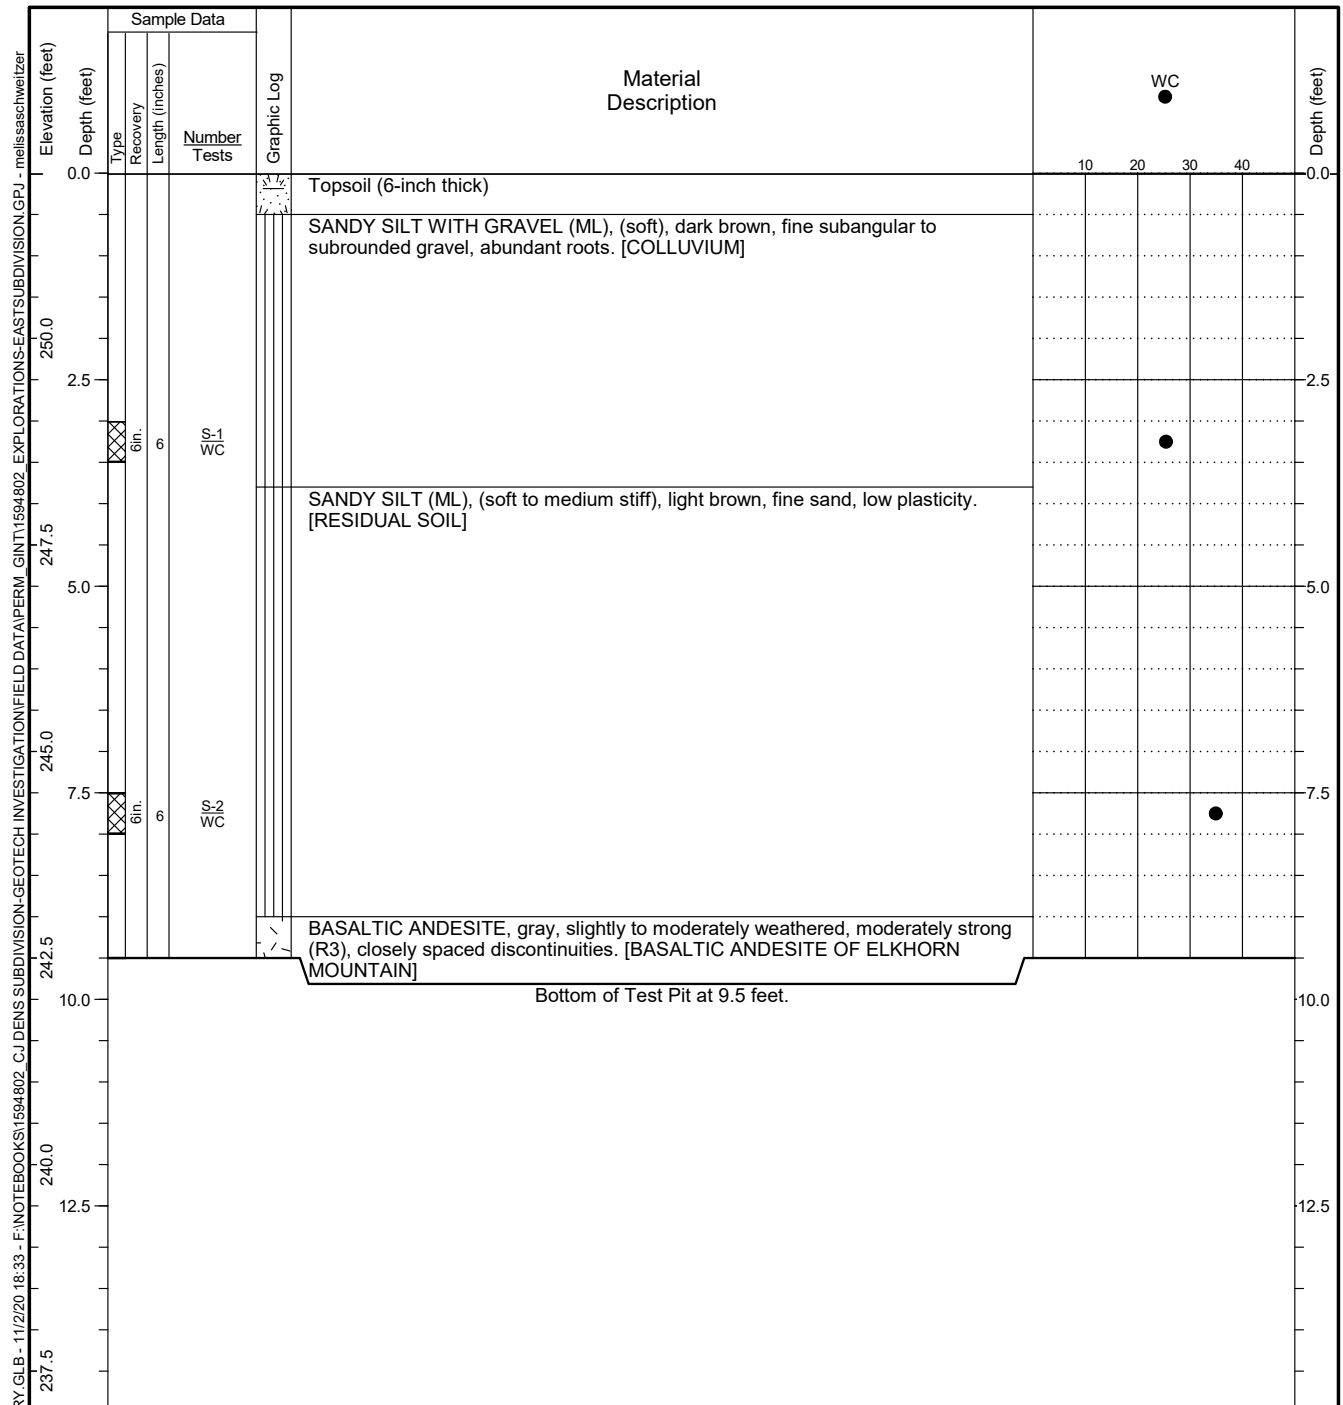 RY.GLB - 11/2/20 18:33 - F:\NOTEBOOKS\1594802_CJ DENS SUBDIVISION-GEOTECH INVESTIGATION\FIELD DATA\PERM_GINT\1594802_EXPLORATIONS-EASTSUBDIVISION.GPJ - melissaschweitzer
Elevation (feet)
Depth (feet)
Sample Data
Type
Recovery
Length (inches)
Number
Tests
Graphic Log
Material
Description
WC
10 20 30 40
Depth (feet)
0.0
0.0
Topsoil (6-inch thick)
SANDY SILT WITH GRAVEL (ML), (soft), dark brown, fine subangular to
subrounded gravel, abundant roots. [COLLUVIUM]
250.0
2.5
2.5
6in.
6
S-1
WC
SANDY SILT (ML), (soft to medium stiff), light brown, fine sand, low plasticity.
[RESIDUAL SOIL]
247.5
5.0
5.0
245.0
7.5
7.5
6in.
6
S-2
WC
BASALTIC ANDESITE, gray, slightly to moderately weathered, moderately strong
(R3), closely spaced discontinuities. [BASALTIC ANDESITE OF ELKHORN
MOUNTAIN]
242.5
Bottom of Test Pit at 9.5 feet.
10.0
10.0
240.0
12.5
12.5
237.5